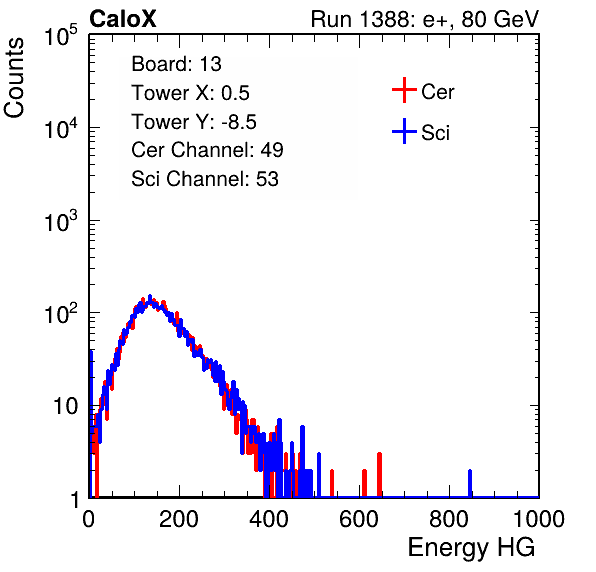 CaloX Run 1388: e+, 80 GeV
Counts
Board: 13
Tower X: 0.5
Tower Y: -8.5
Cer Channel: 49
Sci Channel: 53
Cer
Sci
10^5
10^4
10^3
10^2
10
1
0 200 400 600 800 1000
Energy HG